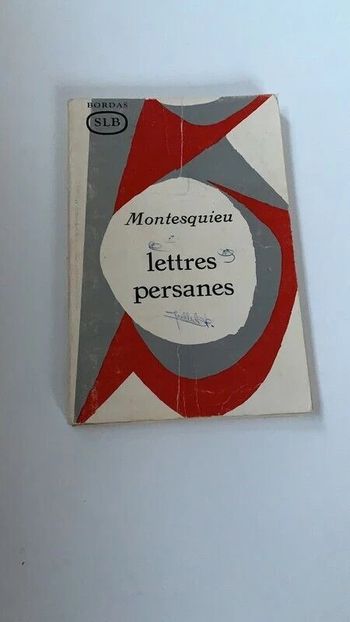 BORDAS
SLB
Montesquieu
lettres
persanes